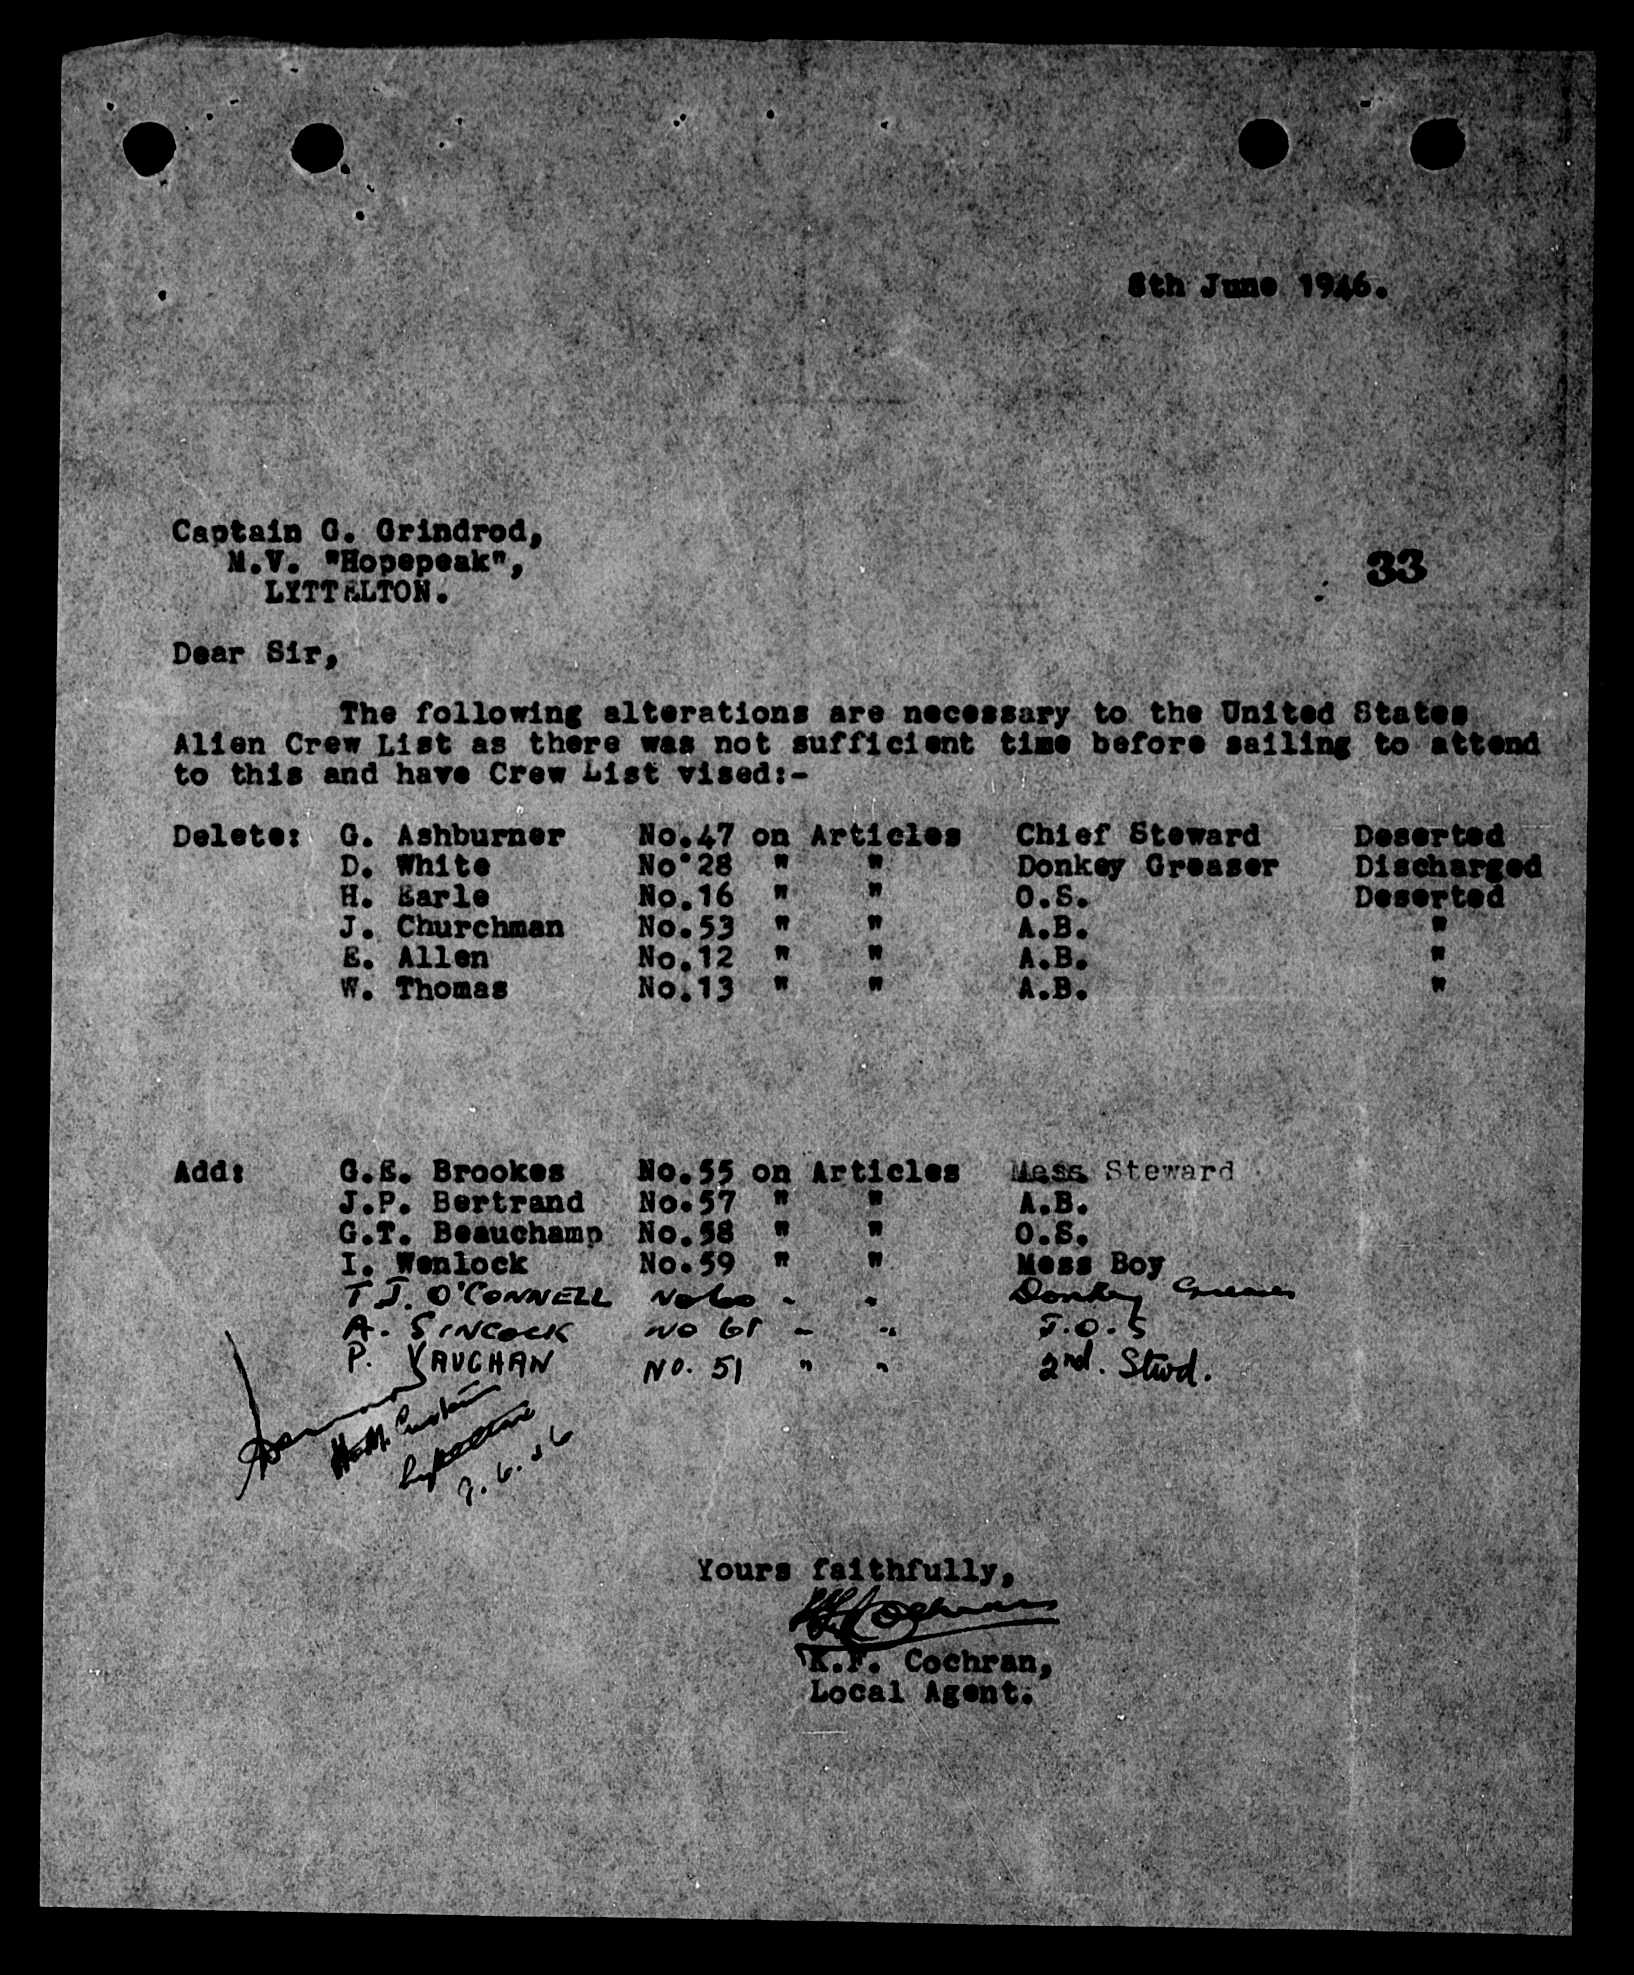 8th June 1946.
Captain G. Grindrod,
M.V. "Hopepeak",
LYTTELTON.
33
Dear Sir,
The following alterations are necessary to the United States
Alien Crew List as there was not sufficient time before sailing to attend
to this and have Crew List vised:-
Delete: G. Ashburner No.47 on Articles Chief Steward Deserted
D. White No.28 " " Donkey Greaser Discharged
H. Earle No.16 " " O.S. Deserted
J. Churchman No.53 " " A.B. "
E. Allen No.12 " " A.B. "
W. Thomas No.13 " " A.B. "
Add: G.E. Brookes No.55 on Articles Mess Steward
J.P. Bertrand No.57 " " A.B.
G.T. Beauchamp No.58 " " O.S.
I. Wenlock No.59 " " Mess Boy
T J. O'CONNELL No 60 " " Donkey Greaser
A. SINCOCK NO 61 " " J.O.S
P. VAUGHAN NO. 51 " " 2nd. Stwd.
H.M. Customs
Lyttelton
9.6.46
Yours faithfully,
K.F. Cochran
K.F. Cochran,
Local Agent.